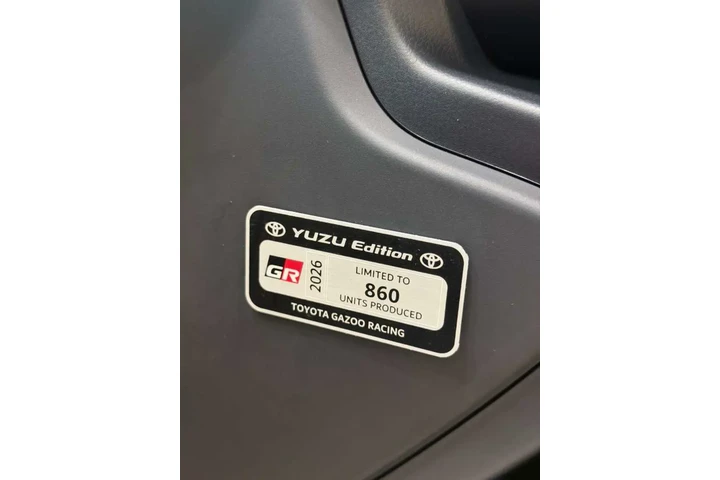 YUZU Edition
GR
2026
LIMITED TO
860
UNITS PRODUCED
TOYOTA GAZOO RACING